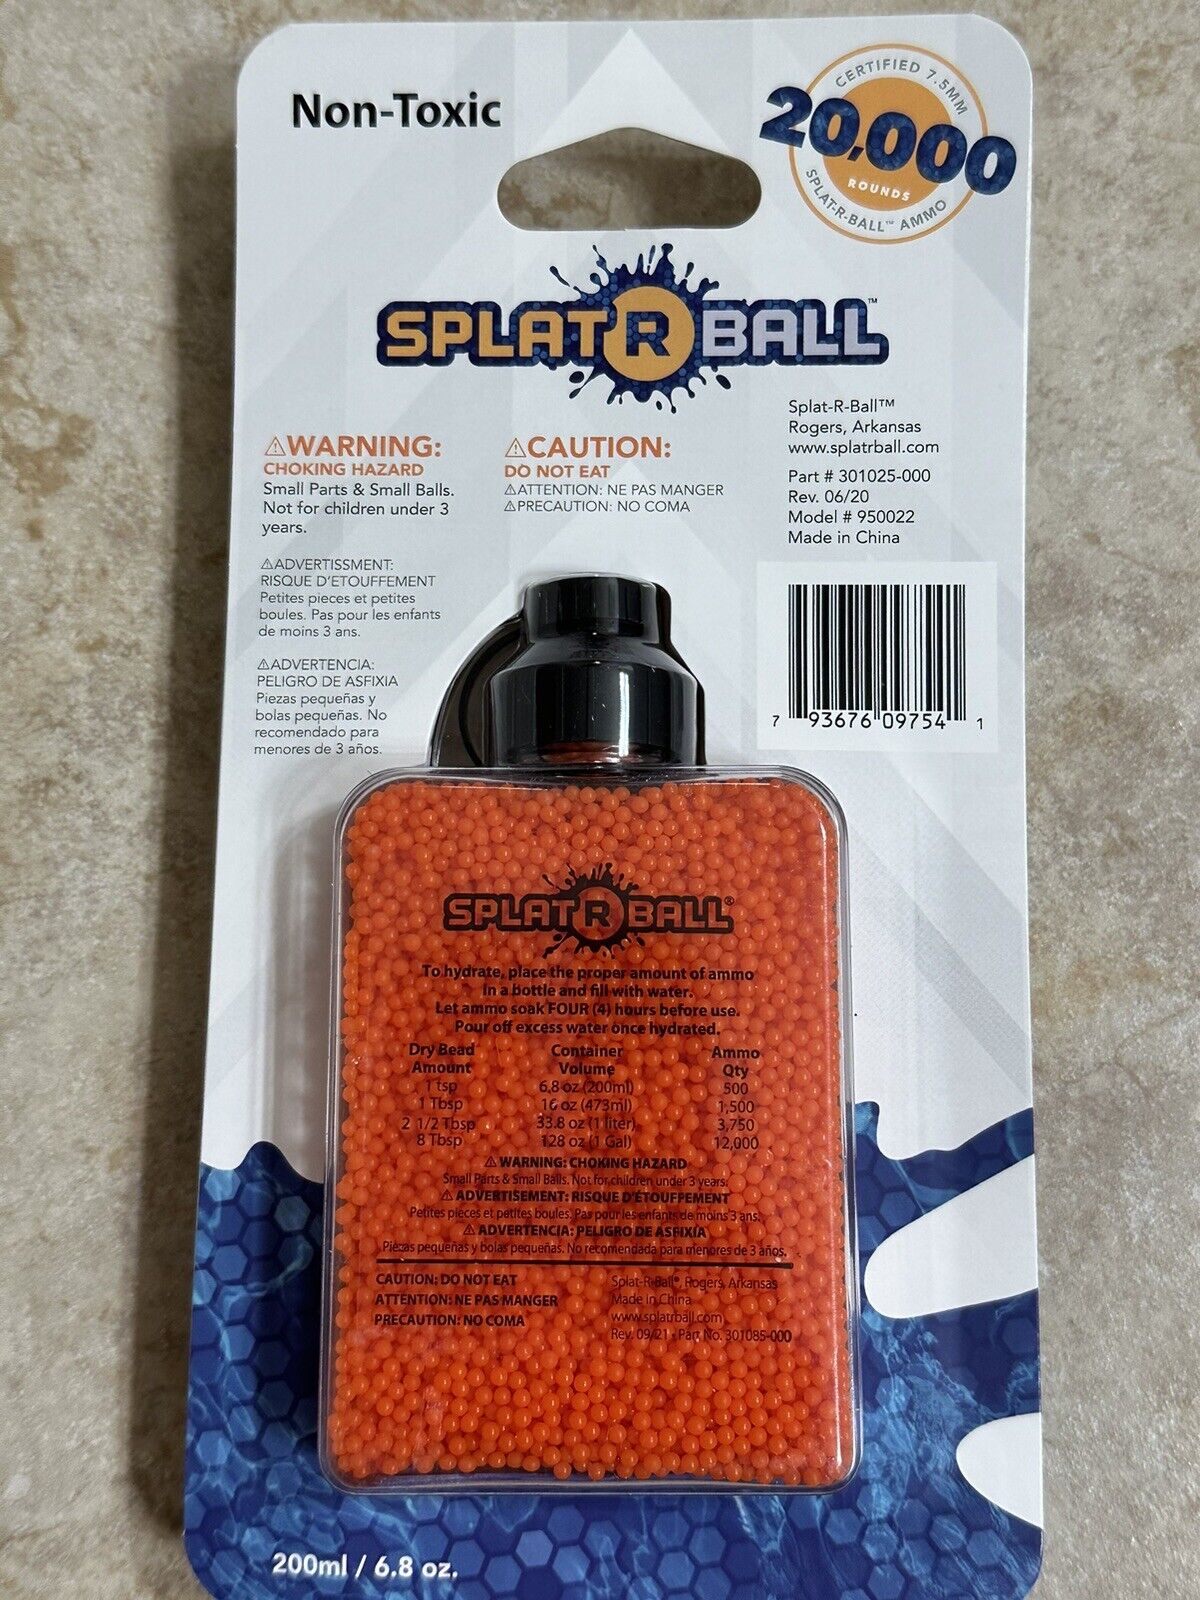 Non-Toxic
CERTIFIED 7.5MM
20,000
ROUNDS
SPLAT-R-BALL™ AMMO
SPLAT R BALL™
⚠WARNING:
CHOKING HAZARD
Small Parts & Small Balls.
Not for children under 3
years.
⚠ADVERTISSMENT:
RISQUE D'ETOUFFEMENT
Petites pieces et petites
boules. Pas pour les enfants
de moins 3 ans.
⚠ADVERTENCIA:
PELIGRO DE ASFIXIA
Piezas pequeñas y
bolas pequeñas. No
recomendado para
menores de 3 años.
⚠CAUTION:
DO NOT EAT
⚠ATTENTION: NE PAS MANGER
⚠PRECAUTION: NO COMA
Splat-R-Ball™
Rogers, Arkansas
www.splatrball.com
Part # 301025-000
Rev. 06/20
Model # 950022
Made in China
7 93676 09754 1
SPLAT R BALL®
To hydrate, place the proper amount of ammo
in a bottle and fill with water.
Let ammo soak FOUR (4) hours before use.
Pour off excess water once hydrated.
Dry Bead Container Ammo
Amount Volume Qty
1 tsp 6.8 oz (200ml) 500
1 Tbsp 16 oz (473ml) 1,500
2 1/2 Tbsp 33.8 oz (1 liter) 3,750
8 Tbsp 128 oz (1 Gal) 12,000
⚠ WARNING: CHOKING HAZARD
Small Parts & Small Balls. Not for children under 3 years.
⚠ ADVERTISEMENT: RISQUE D'ÉTOUFFEMENT
Petites pieces et petites boules. Pas pour les enfants de moins 3 ans.
⚠ ADVERTENCIA: PELIGRO DE ASFIXIA
Piezas pequeñas y bolas pequeñas. No recomendada para menores de 3 años.
CAUTION: DO NOT EAT
ATTENTION: NE PAS MANGER
PRECAUTION: NO COMA
Splat-R-Ball®, Rogers, Arkansas
Made in China
www.splatrball.com
Rev. 09/21 • Part No. 301085-000
200ml / 6.8 oz.